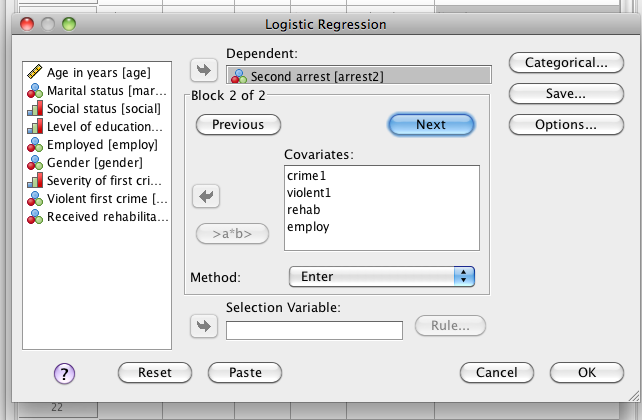 Logistic Regression
Age in years [age]
Marital status [mar...
Social status [social]
Level of education...
Employed [employ]
Gender [gender]
Severity of first cri...
Violent first crime [...
Received rehabilita...
Dependent:
Second arrest [arrest2]
Block 2 of 2
Previous
Next
Covariates:
crime1
violent1
rehab
employ
>a*b>
Method:
Enter
Selection Variable:
Rule...
Categorical...
Save...
Options...
?
Reset
Paste
Cancel
OK
22